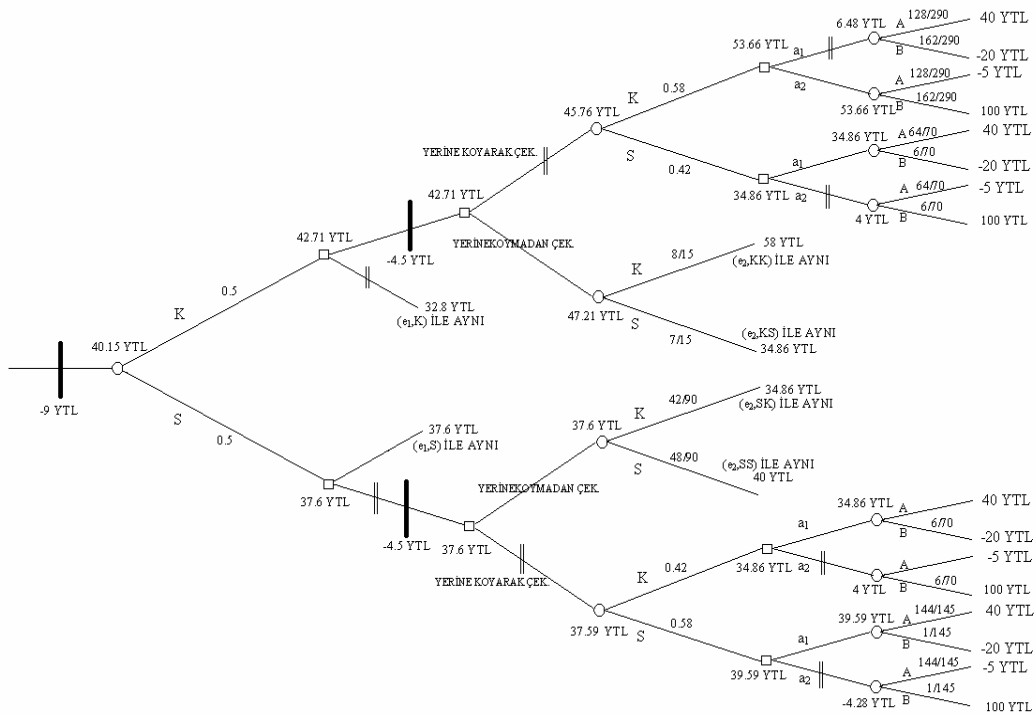 6.48 YTL
A
128/290
40 YTL
162/290
B
-20 YTL
53.66 YTL
a₁
a₂
A
128/290
-5 YTL
162/290
B
53.66 YTL
100 YTL
K
0.58
45.76 YTL
S
0.42
YERİNE KOYARAK ÇEK.
34.86 YTL
A
64/70
40 YTL
6/70
B
-20 YTL
a₁
34.86 YTL
a₂
A
64/70
-5 YTL
6/70
B
4 YTL
100 YTL
42.71 YTL
42.71 YTL
-4.5 YTL
YERİNEKOYMADAN ÇEK.
K
8/15
58 YTL
(e₂,KK) İLE AYNI
47.21 YTL
S
7/15
(e₂,KS) İLE AYNI
34.86 YTL
32.8 YTL
(e₁,K) İLE AYNI
K
0.5
40.15 YTL
-9 YTL
S
0.5
37.6 YTL
(e₁,S) İLE AYNI
37.6 YTL
-4.5 YTL
37.6 YTL
YERİNEKOYMADAN ÇEK.
37.6 YTL
K
42/90
34.86 YTL
(e₂,SK) İLE AYNI
S
48/90
(e₂,SS) İLE AYNI
40 YTL
YERİNE KOYARAK ÇEK.
37.59 YTL
K
0.42
S
0.58
34.86 YTL
a₁
a₂
34.86 YTL
A
40 YTL
B
6/70
-20 YTL
A
-5 YTL
4 YTL
B
6/70
100 YTL
39.59 YTL
a₁
a₂
39.59 YTL
A
144/145
40 YTL
B
1/145
-20 YTL
A
144/145
-5 YTL
-4.28 YTL
B
1/145
100 YTL